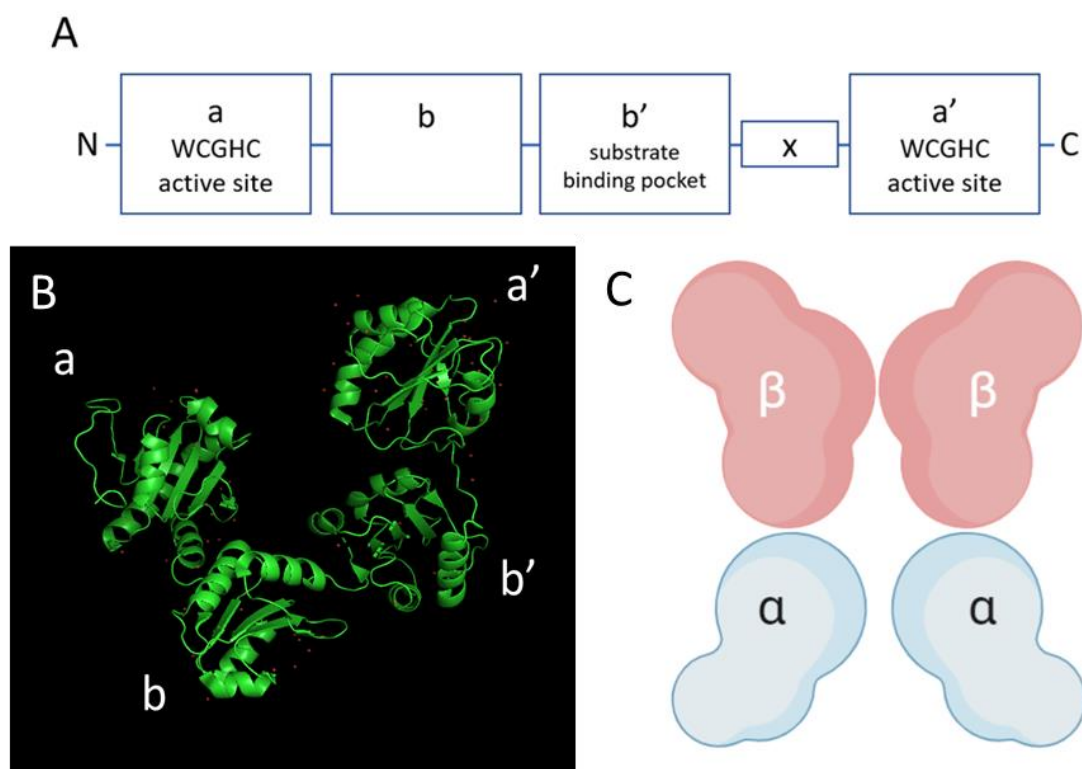 A
N
a
WCGHC
active site
b
b’
substrate
binding pocket
x
a’
WCGHC
active site
C
B
a
a’
b
b’
C
β
β
α
α